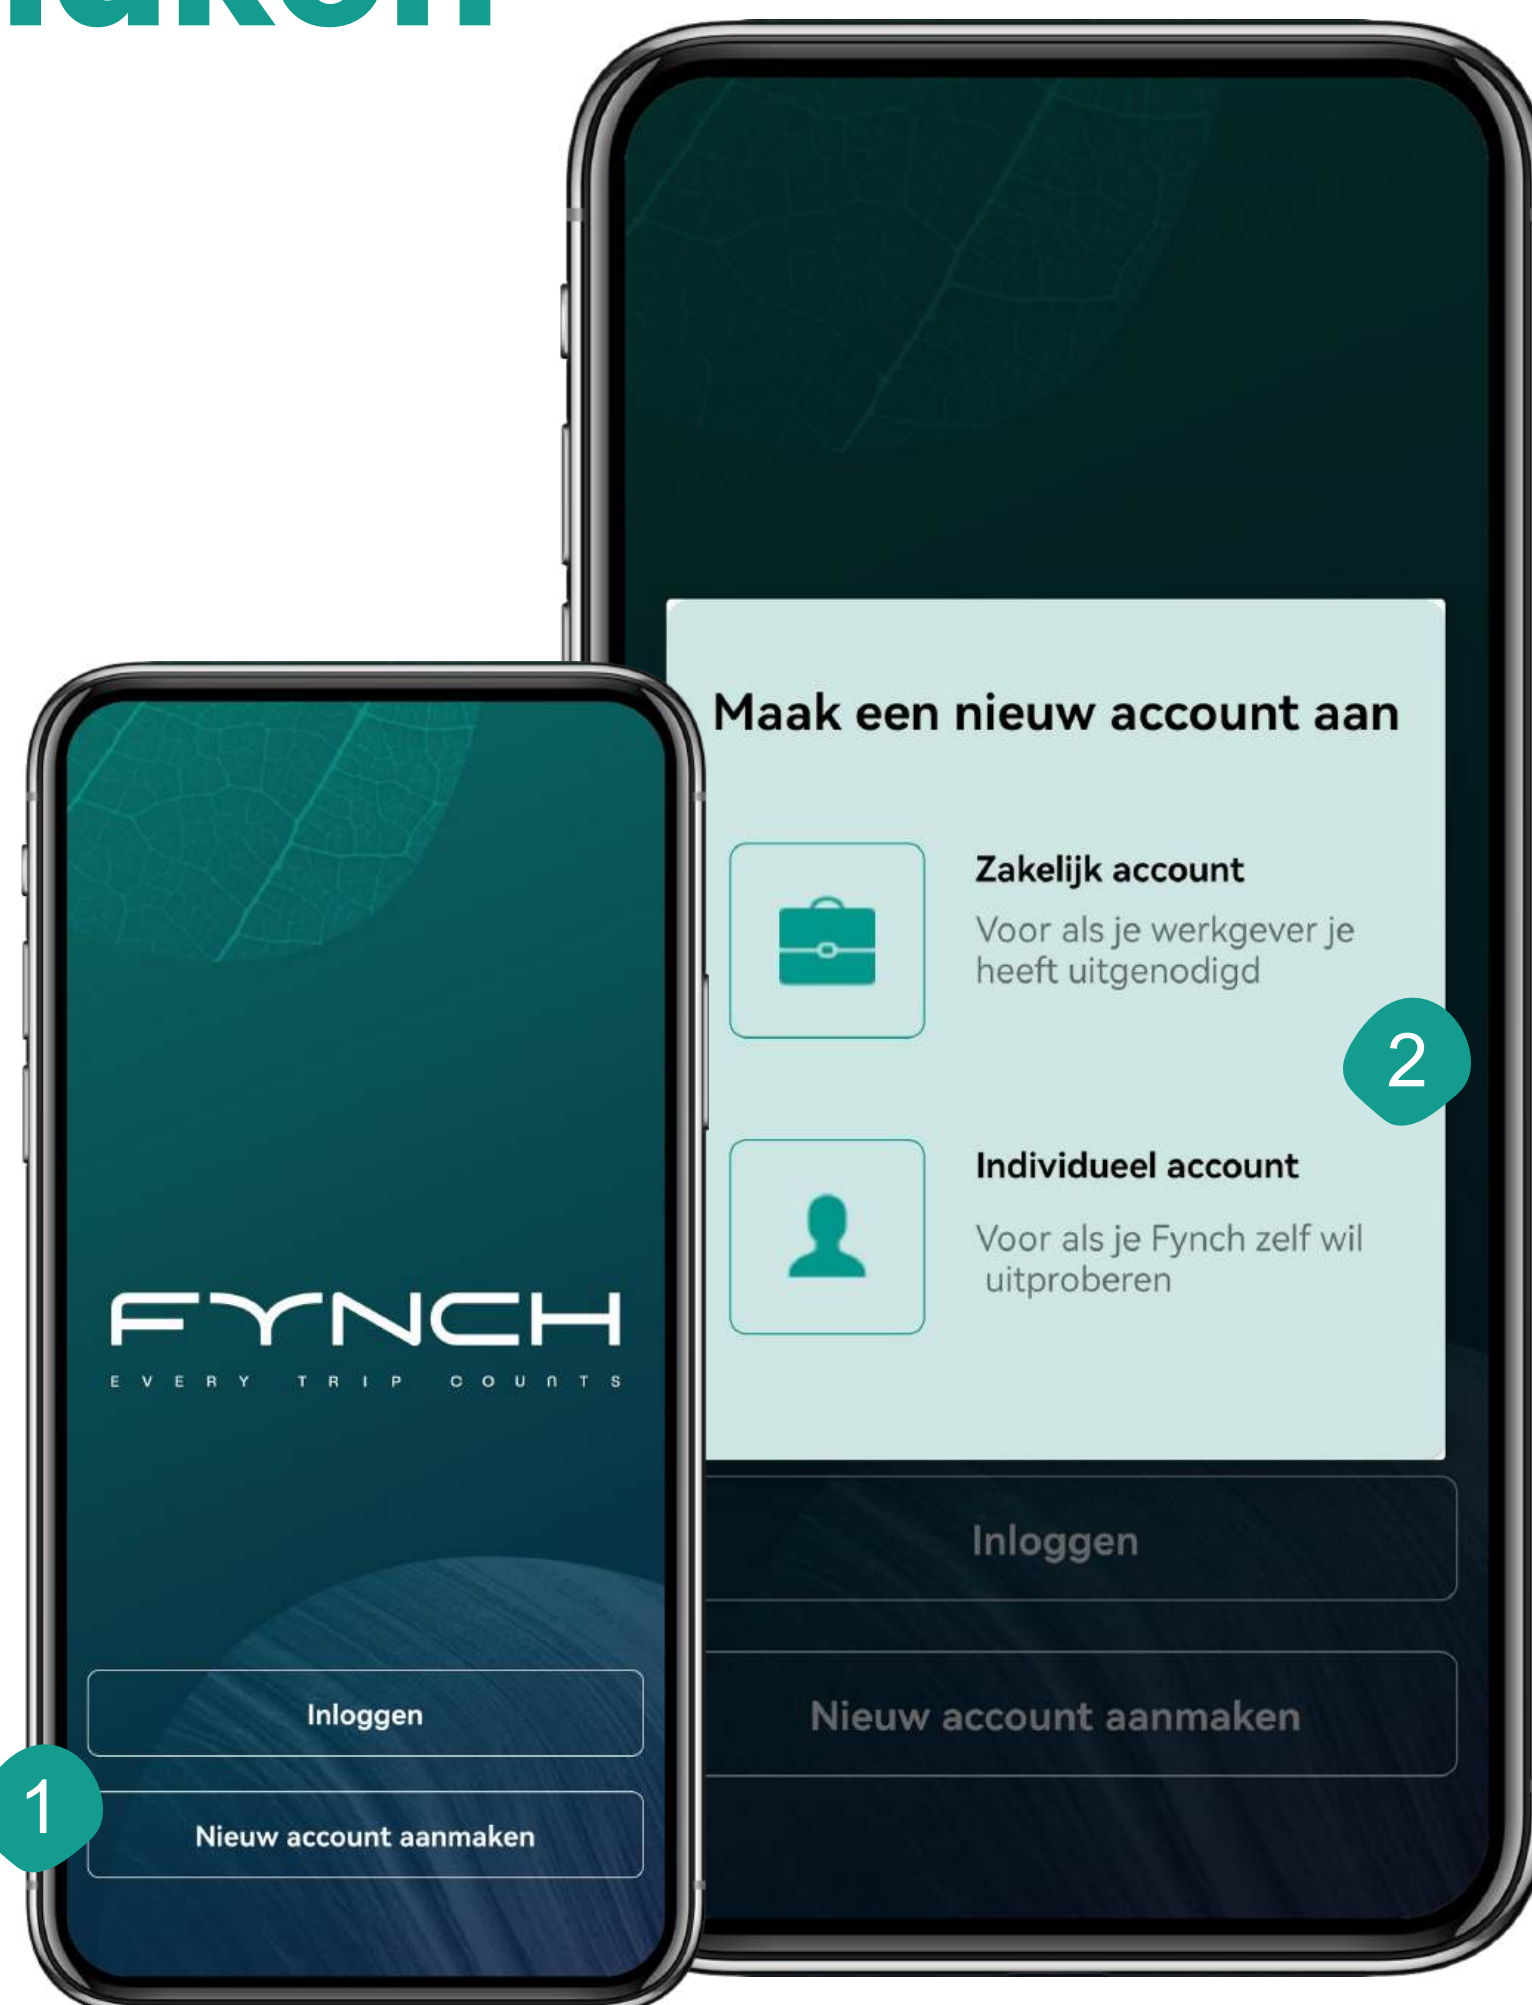 Maak een nieuw account aan
Zakelijk account
Voor als je werkgever je
heeft uitgenodigd
2
Individueel account
Voor als je Fynch zelf wil
uitproberen
Inloggen
Nieuw account aanmaken
FYNCH
EVERY TRIP COUNTS
Inloggen
1
Nieuw account aanmaken